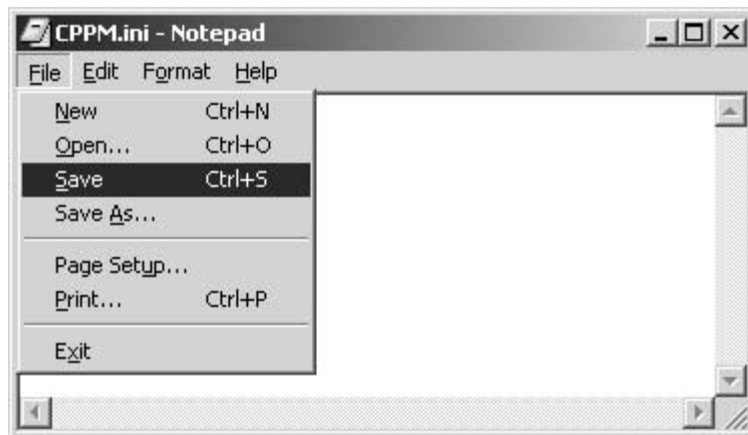 CPPM.ini - Notepad
File Edit Format Help
New Ctrl+N
Open... Ctrl+O
Save Ctrl+S
Save As...
Page Setup...
Print... Ctrl+P
Exit